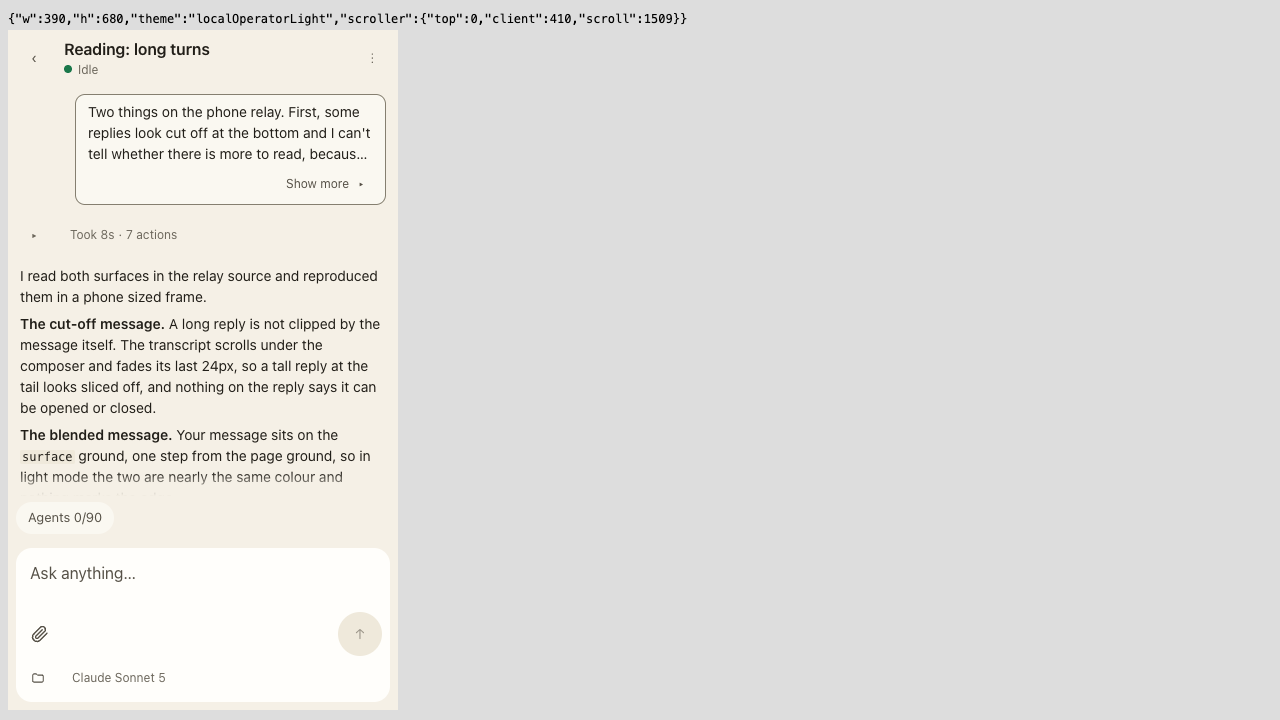 {"w":390,"h":680,"theme":"localOperatorLight","scroller":{"top":0,"client":410,"scroll":1509}}
Reading: long turns
Idle
Two things on the phone relay. First, some
replies look cut off at the bottom and I can't
tell whether there is more to read, becaus...
Show more
Took 8s · 7 actions
I read both surfaces in the relay source and reproduced
them in a phone sized frame.
The cut-off message. A long reply is not clipped by the
message itself. The transcript scrolls under the
composer and fades its last 24px, so a tall reply at the
tail looks sliced off, and nothing on the reply says it can
be opened or closed.
The blended message. Your message sits on the
surface ground, one step from the page ground, so in
light mode the two are nearly the same colour and
Agents 0/90
Ask anything...
Claude Sonnet 5